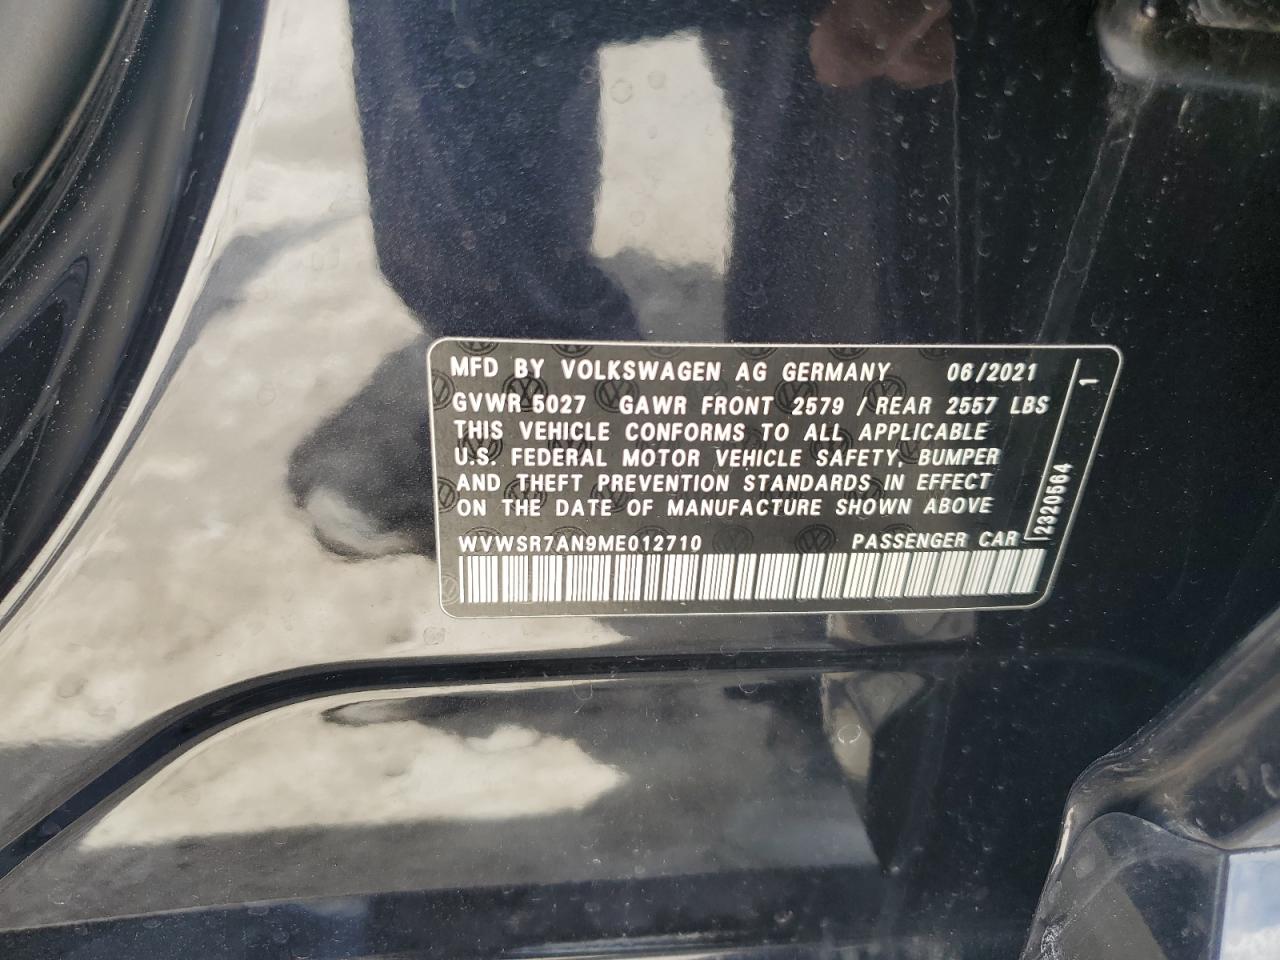 MFD BY VOLKSWAGEN AG GERMANY 06/2021
GVWR 5027 GAWR FRONT 2579 / REAR 2557 LBS
THIS VEHICLE CONFORMS TO ALL APPLICABLE
U.S. FEDERAL MOTOR VEHICLE SAFETY, BUMPER
AND THEFT PREVENTION STANDARDS IN EFFECT
ON THE DATE OF MANUFACTURE SHOWN ABOVE
WVWSR7AN9ME012710 PASSENGER CAR
2320564
1